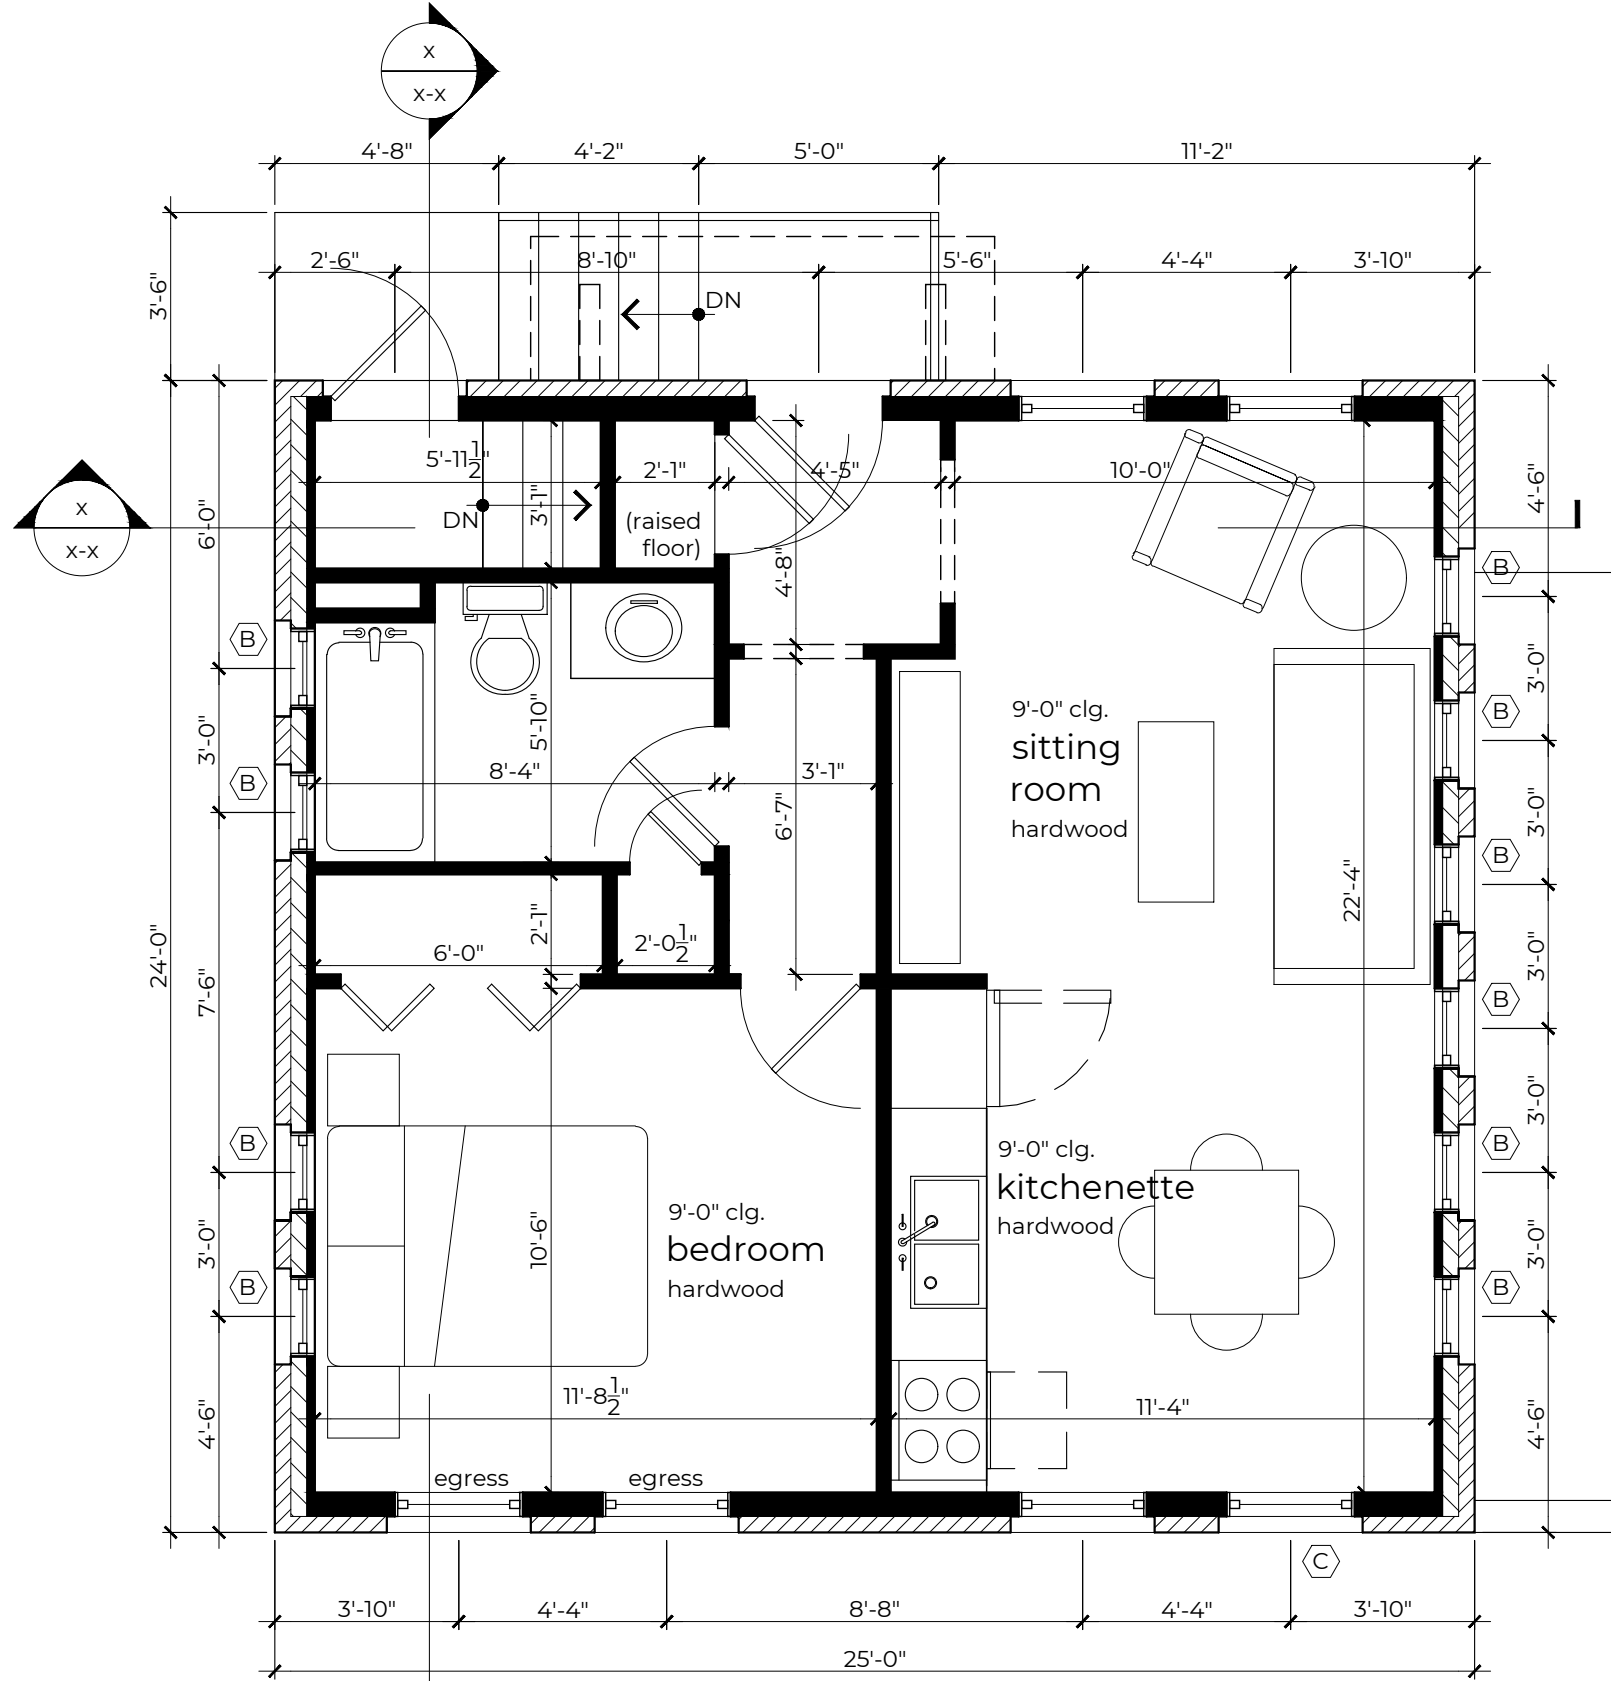 x
x-x
4'-8"
4'-2"
5'-0"
11'-2"
2'-6"
8'-10"
5'-6"
4'-4"
3'-10"
3'-6"
DN
5'-11 1/2"
2'-1"
4'-5"
10'-0"
4'-6"
x
x-x
6'-0"
DN
3'-1"
(raised
floor)
4'-8"
B
B
3'-0"
B
3'-0"
5'-10"
9'-0" clg.
sitting
room
hardwood
B
B
8'-4"
3'-1"
6'-7"
3'-0"
B
22'-4"
24'-0"
7'-6"
6'-0"
2'-1"
2'-0 1/2"
3'-0"
B
3'-0"
B
9'-0" clg.
kitchenette
hardwood
B
3'-0"
10'-6"
9'-0" clg.
bedroom
hardwood
3'-0"
B
B
4'-6"
11'-8 1/2"
11'-4"
4'-6"
egress
egress
C
3'-10"
4'-4"
8'-8"
4'-4"
3'-10"
25'-0"